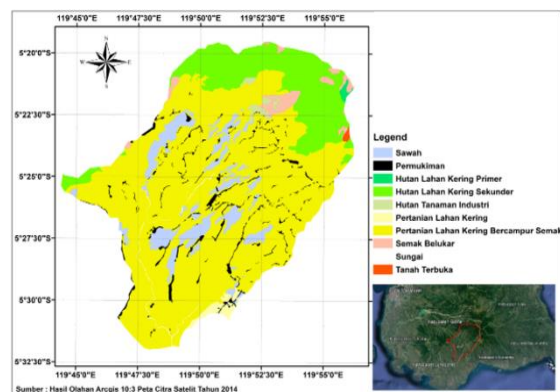 119°45'0"E 119°47'30"E 119°50'0"E 119°52'30"E 119°55'0"E
N
W E
S
5°20'0"S
5°22'30"S
5°25'0"S
5°27'30"S
5°30'0"S
5°32'30"S
Legend
Sawah
Permukiman
Hutan Lahan Kering Primer
Hutan Lahan Kering Sekunder
Hutan Tanaman Industri
Pertanian Lahan Kering
Pertanian Lahan Kering Bercampur Semak
Semak Belukar
Sungai
Tanah Terbuka
119°45'0"E 119°47'30"E 119°50'0"E 119°52'30"E 119°55'0"E
Sumber : Hasil Olahan Arcgis 10:3 Peta Citra Satelit Tahun 2014